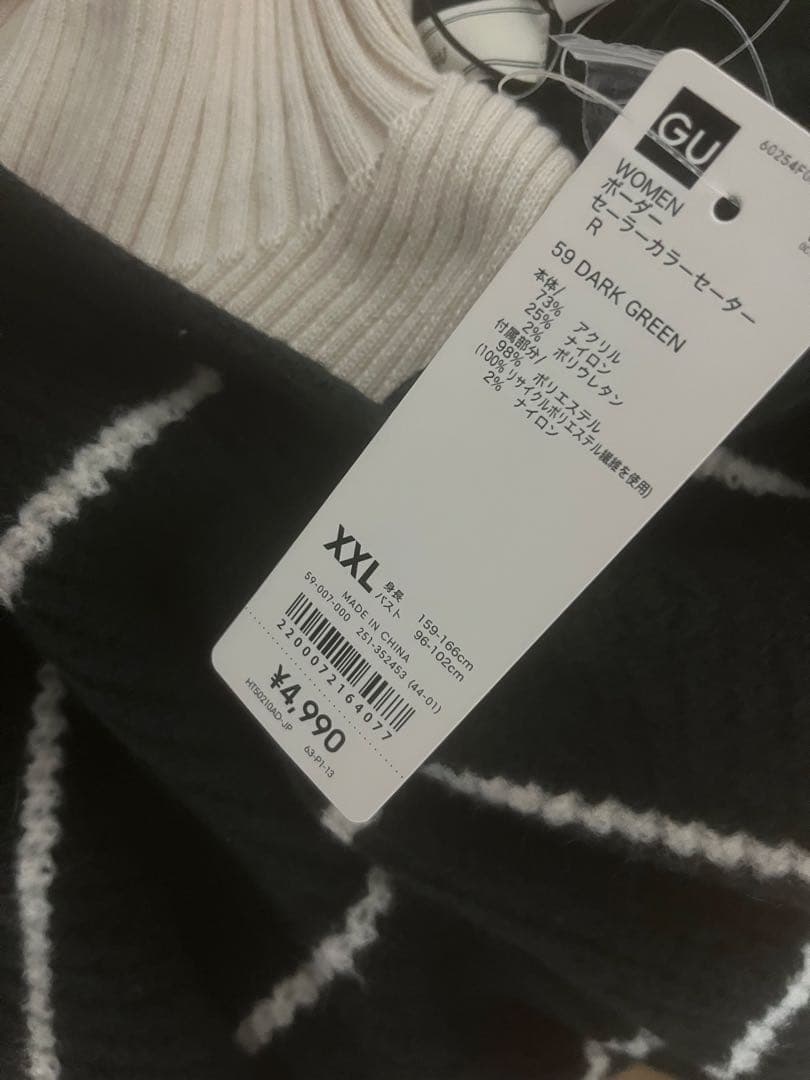 GU
WOMEN
ボーダー
セーラーカラーセーター
R
59 DARK GREEN
本体/
73% アクリル
25% ナイロン
2% ポリウレタン
付属部分/
98% ポリエステル
(100%リサイクルポリエステル繊維を使用)
2% ナイロン
XXL
身長 159-166cm
バスト 96-102cm
MADE IN CHINA
59-007-000 251-352453 (44-01)
2200072164077
¥4,990
HT50210AD-JP 63-P1-13